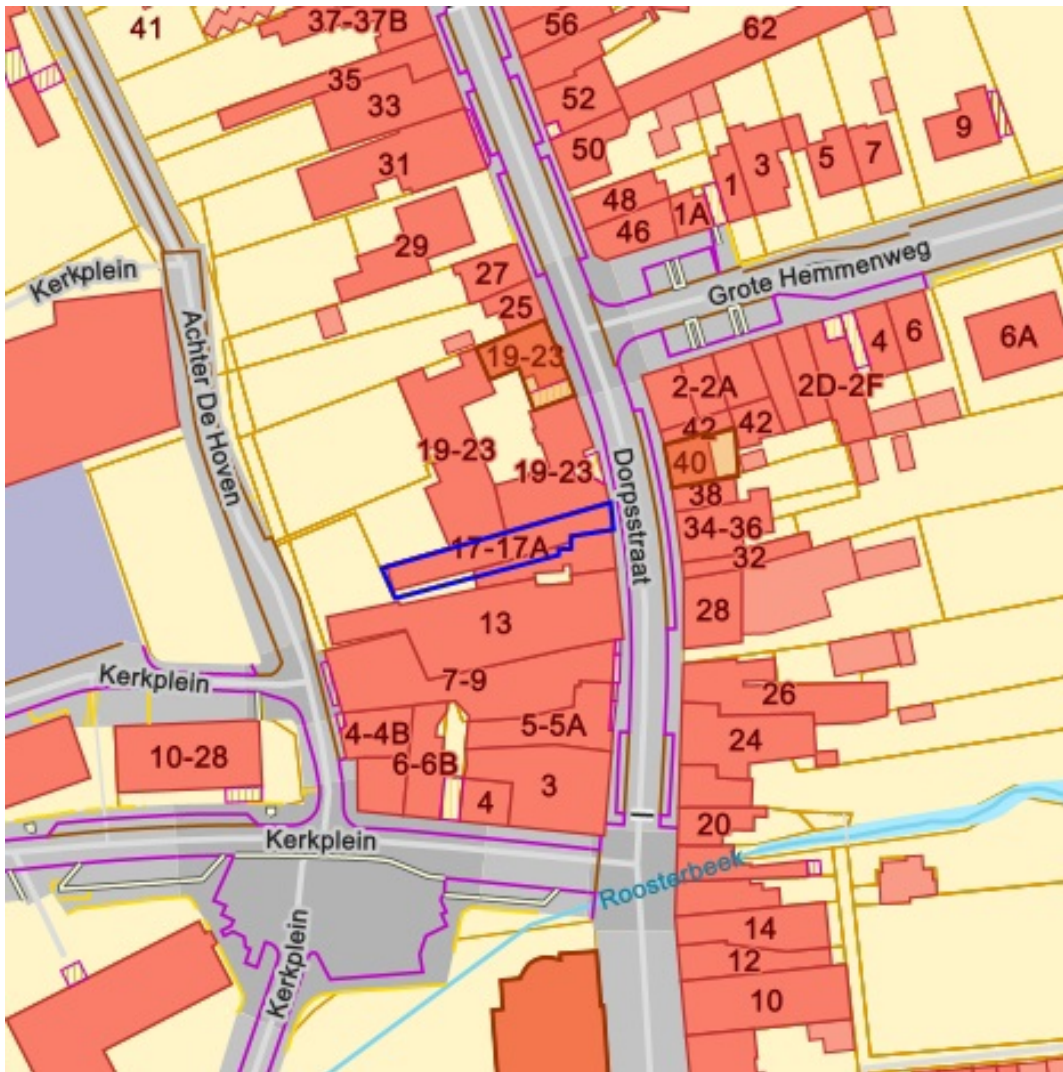 41
37-37B
56
62
35
33
52
9
50
31
5
7
3
1
48
1A
46
29
Kerkplein
27
Grote Hemmenweg
25
Achter De Hoven
19-23
4
6
6A
2-2A
2D-2F
42
42
19-23
19-23
40
Dorpsstraat
38
34-36
17-17A
32
28
13
Kerkplein
7-9
26
5-5A
4-4B
24
10-28
6-6B
3
4
20
Kerkplein
Roosterbeek
14
Kerkplein
12
10